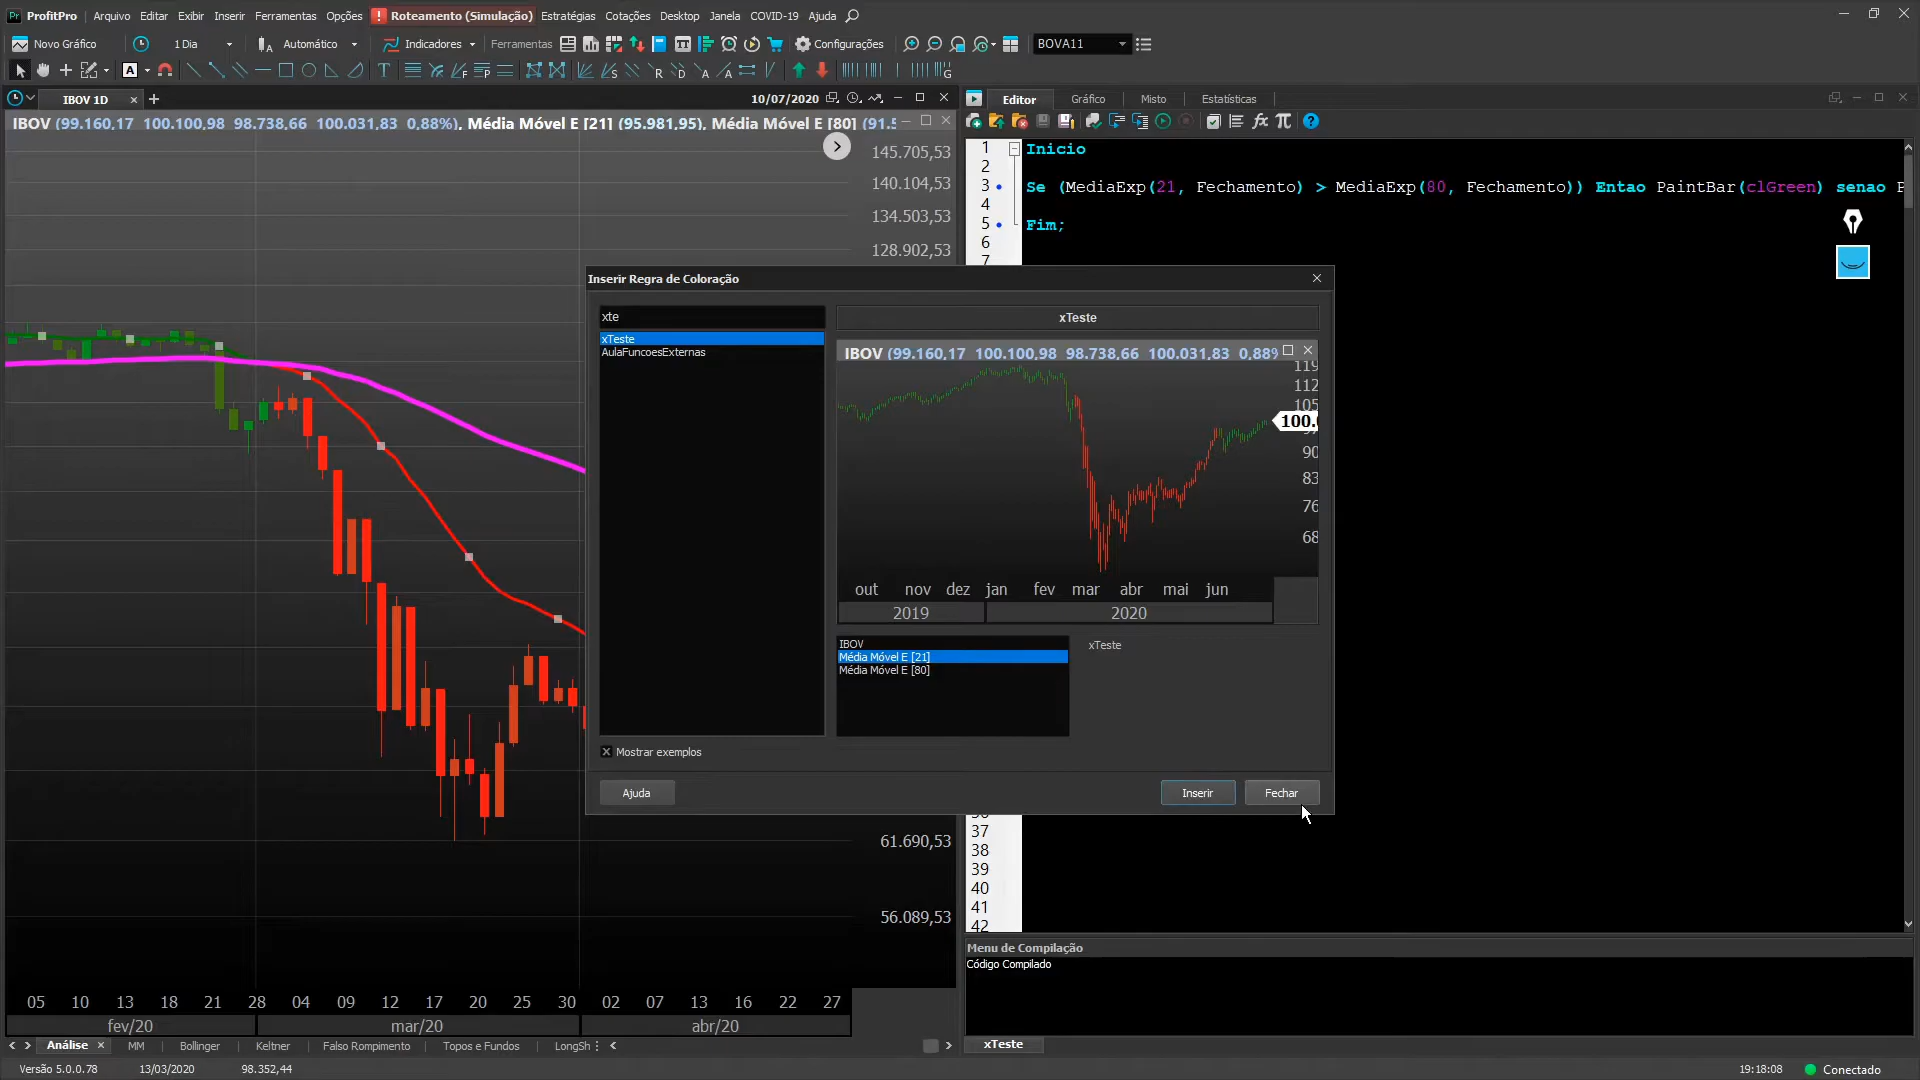 ProfitPro Arquivo Editar Exibir Inserir Ferramentas Opções Roteamento (Simulação) Estratégias Cotações Desktop Janela COVID-19 Ajuda
Novo Gráfico 1 Dia Automático Indicadores Ferramentas Configurações BOVA11
IBOV 1D
10/07/2020
Editor Gráfico Misto Estatísticas
IBOV (99.160,17 100.100,98 98.738,66 100.031,83 0,88%), Média Móvel E [21] (95.981,95), Média Móvel E [80] (91.5
145.705,53
140.104,53
134.503,53
128.902,53
61.690,53
56.089,53
1 Inicio
2
3 Se (MediaExp(21, Fechamento) > MediaExp(80, Fechamento)) Entao PaintBar(clGreen) senao P
4
5 Fim;
6
7
Inserir Regra de Coloração
xte
xTeste
AulaFuncoesExternas
xTeste
IBOV (99.160,17 100.100,98 98.738,66 100.031,83 0,88%
119
112
105
100.
90
83
76
68
out nov dez jan fev mar abr mai jun
2019 2020
IBOV
Média Móvel E [21]
Média Móvel E [80]
xTeste
Mostrar exemplos
Ajuda Inserir Fechar
37
38
39
40
41
42
Menu de Compilação
Código Compilado
05 10 13 18 21 28 04 09 12 17 20 25 30 02 07 13 16 22 27
fev/20 mar/20 abr/20
Análise MM Bollinger Keltner Falso Rompimento Topos e Fundos LongSh
xTeste
Versão 5.0.0.78 13/03/2020 98.352,44 19:18:08 Conectado